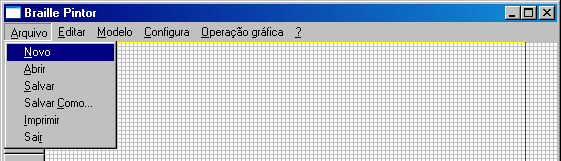 Braille Pintor
Arquivo Editar Modelo Configura Operação gráfica ?
Novo
Abrir
Salvar
Salvar Como...
Imprimir
Sair